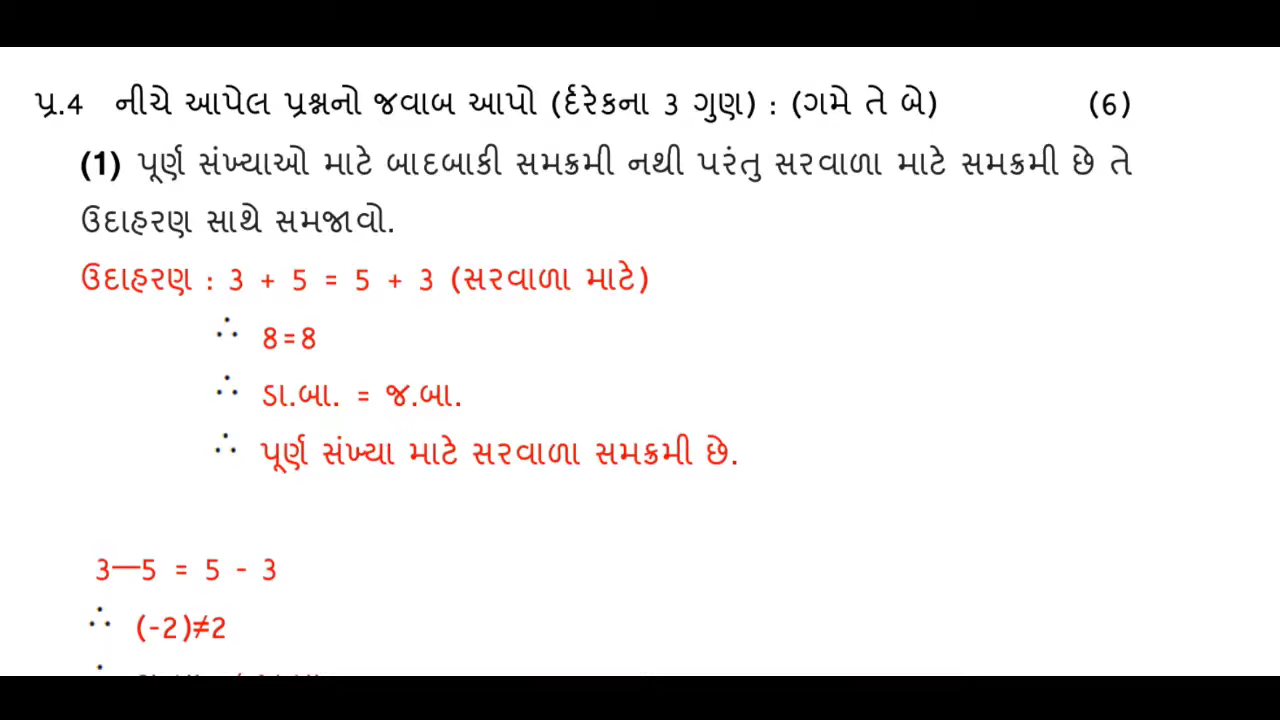 પ્ર.4 નીચે આપેલ પ્રશ્નનો જવાબ આપો (ર્દરેકના 3 ગુણ) : (ગમે તે બે) (6)
(1) પૂર્ણ સંખ્યાઓ માટે બાદબાકી સમક્રમી નથી પરંતુ સરવાળા માટે સમક્રમી છે તે
ઉદાહરણ સાથે સમજાવો.
ઉદાહરણ : 3 + 5 = 5 + 3 (સરવાળા માટે)
∴ 8=8
∴ ડા.બા. = જ.બા.
∴ પૂર્ણ સંખ્યા માટે સરવાળા સમક્રમી છે.
3—5 = 5 - 3
∴ (-2)≠2